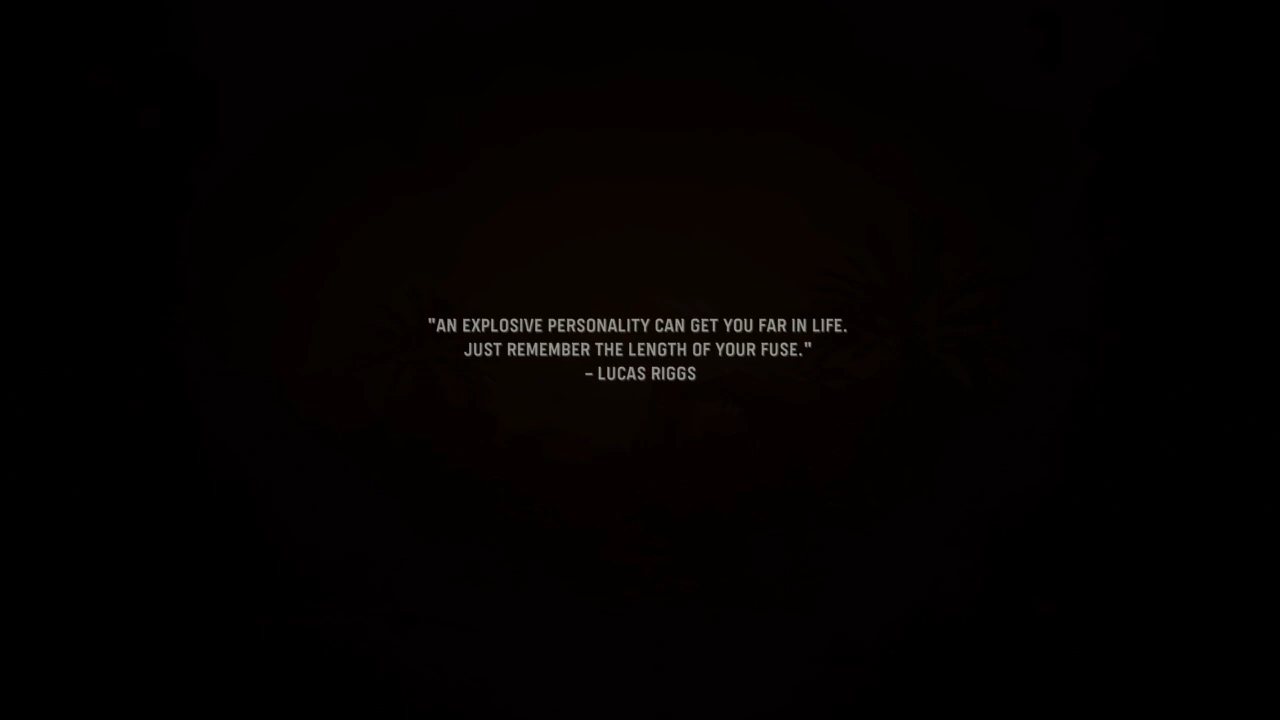 "AN EXPLOSIVE PERSONALITY CAN GET YOU FAR IN LIFE.
JUST REMEMBER THE LENGTH OF YOUR FUSE."
– LUCAS RIGGS